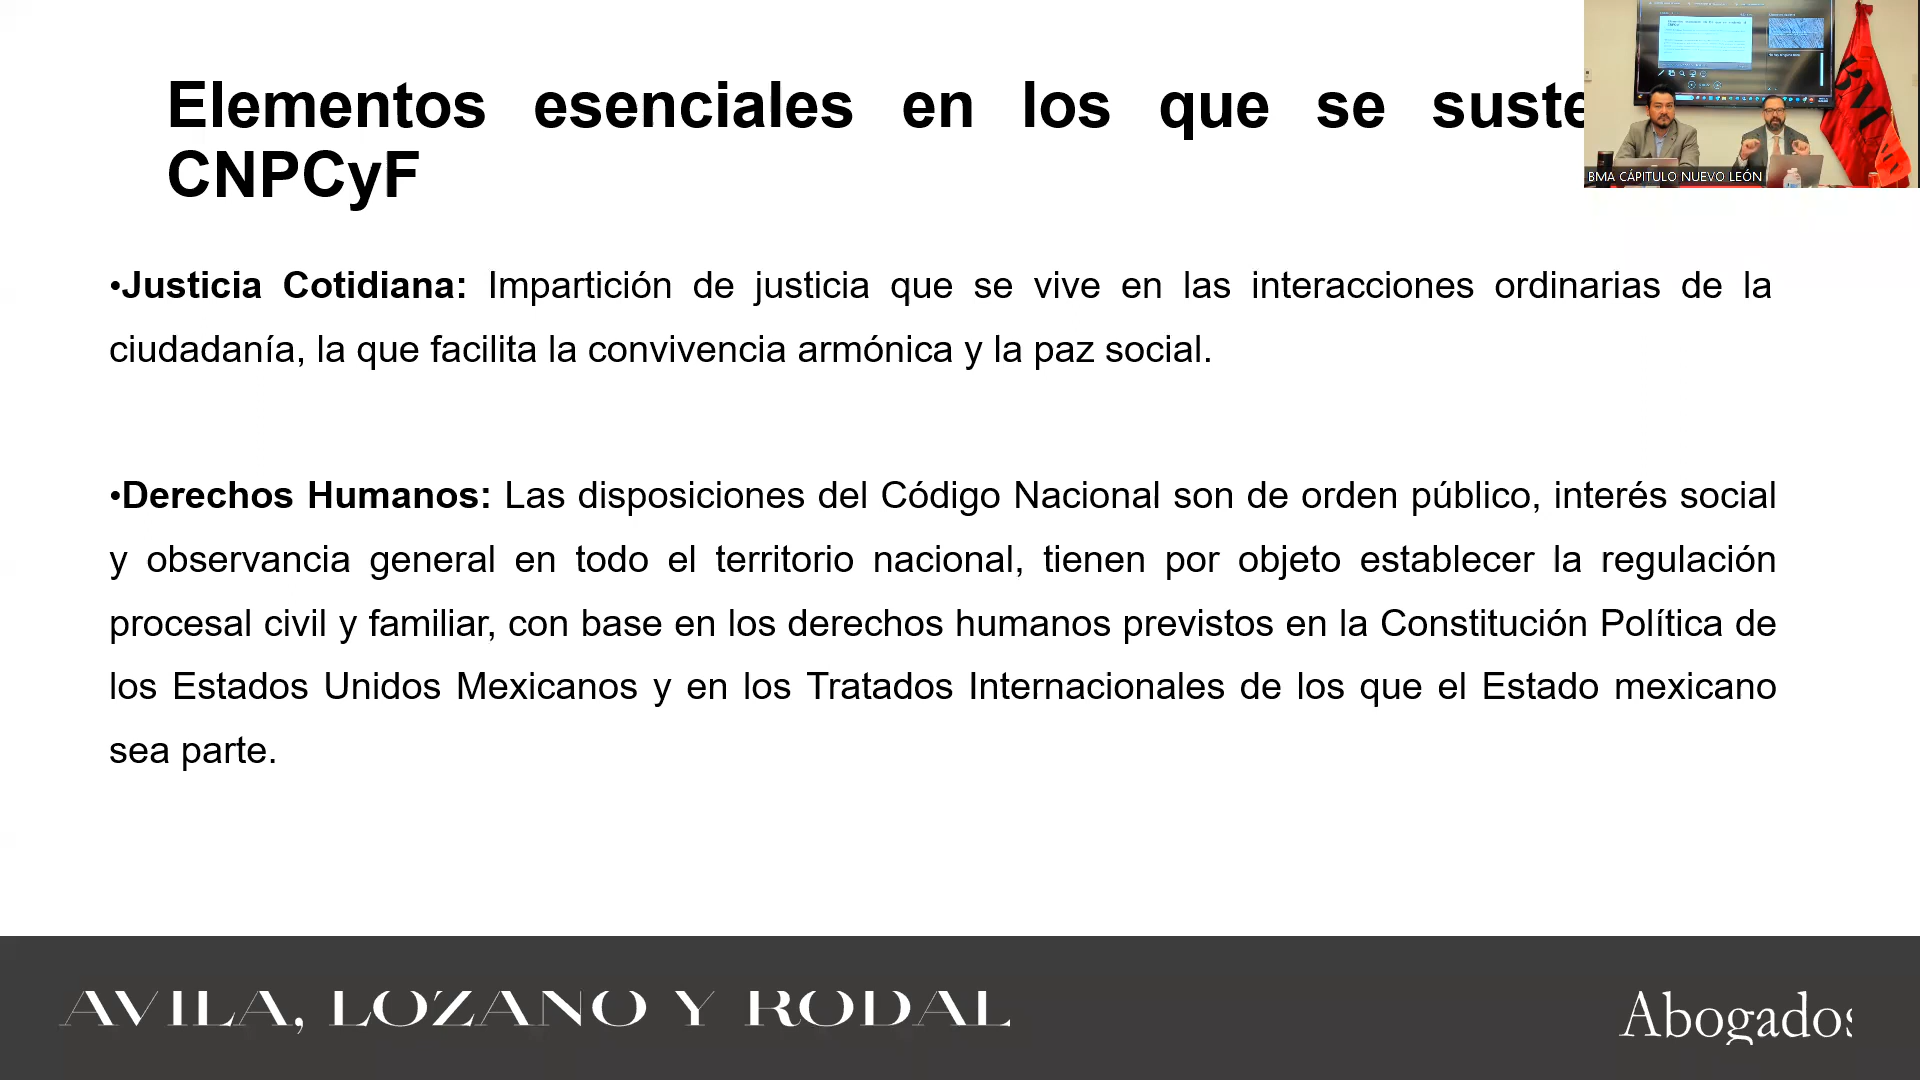 Elementos esenciales en los que se suste
CNPCyF
BMA CÁPITULO NUEVO LEÓN
•Justicia Cotidiana: Impartición de justicia que se vive en las interacciones ordinarias de la
ciudadanía, la que facilita la convivencia armónica y la paz social.
•Derechos Humanos: Las disposiciones del Código Nacional son de orden público, interés social
y observancia general en todo el territorio nacional, tienen por objeto establecer la regulación
procesal civil y familiar, con base en los derechos humanos previstos en la Constitución Política de
los Estados Unidos Mexicanos y en los Tratados Internacionales de los que el Estado mexicano
sea parte.
AVILA, LOZANO Y RODAL
Abogados